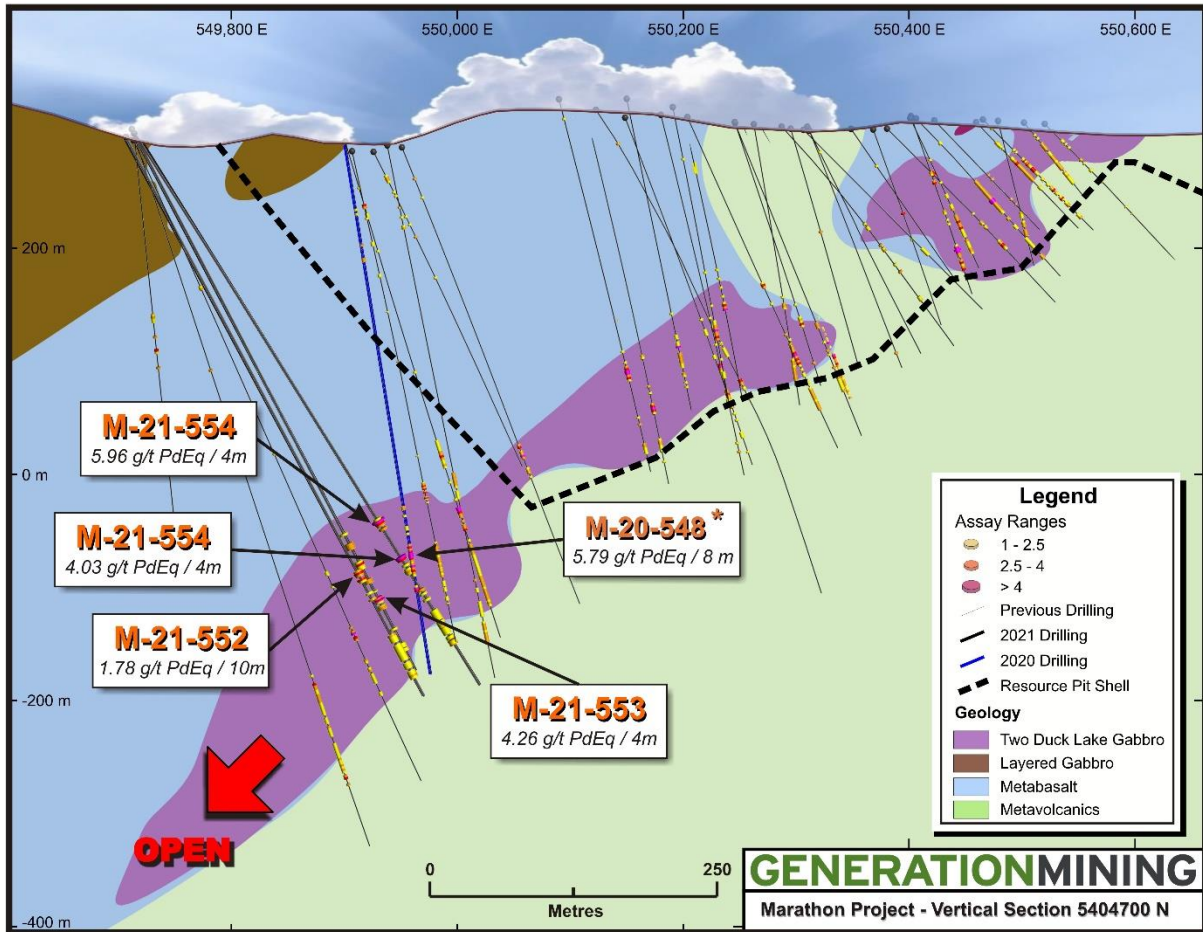 549,800 E
550,000 E
550,200 E
550,400 E
550,600 E
200 m
0 m
-200 m
-400 m
M-21-554
5.96 g/t PdEq / 4m
M-21-554
4.03 g/t PdEq / 4m
M-20-548*
5.79 g/t PdEq / 8 m
M-21-552
1.78 g/t PdEq / 10m
M-21-553
4.26 g/t PdEq / 4m
OPEN
Legend
Assay Ranges
1 - 2.5
2.5 - 4
> 4
Previous Drilling
2021 Drilling
2020 Drilling
Resource Pit Shell
Geology
Two Duck Lake Gabbro
Layered Gabbro
Metabasalt
Metavolcanics
0
250
Metres
GENERATIONMINING
Marathon Project - Vertical Section 5404700 N